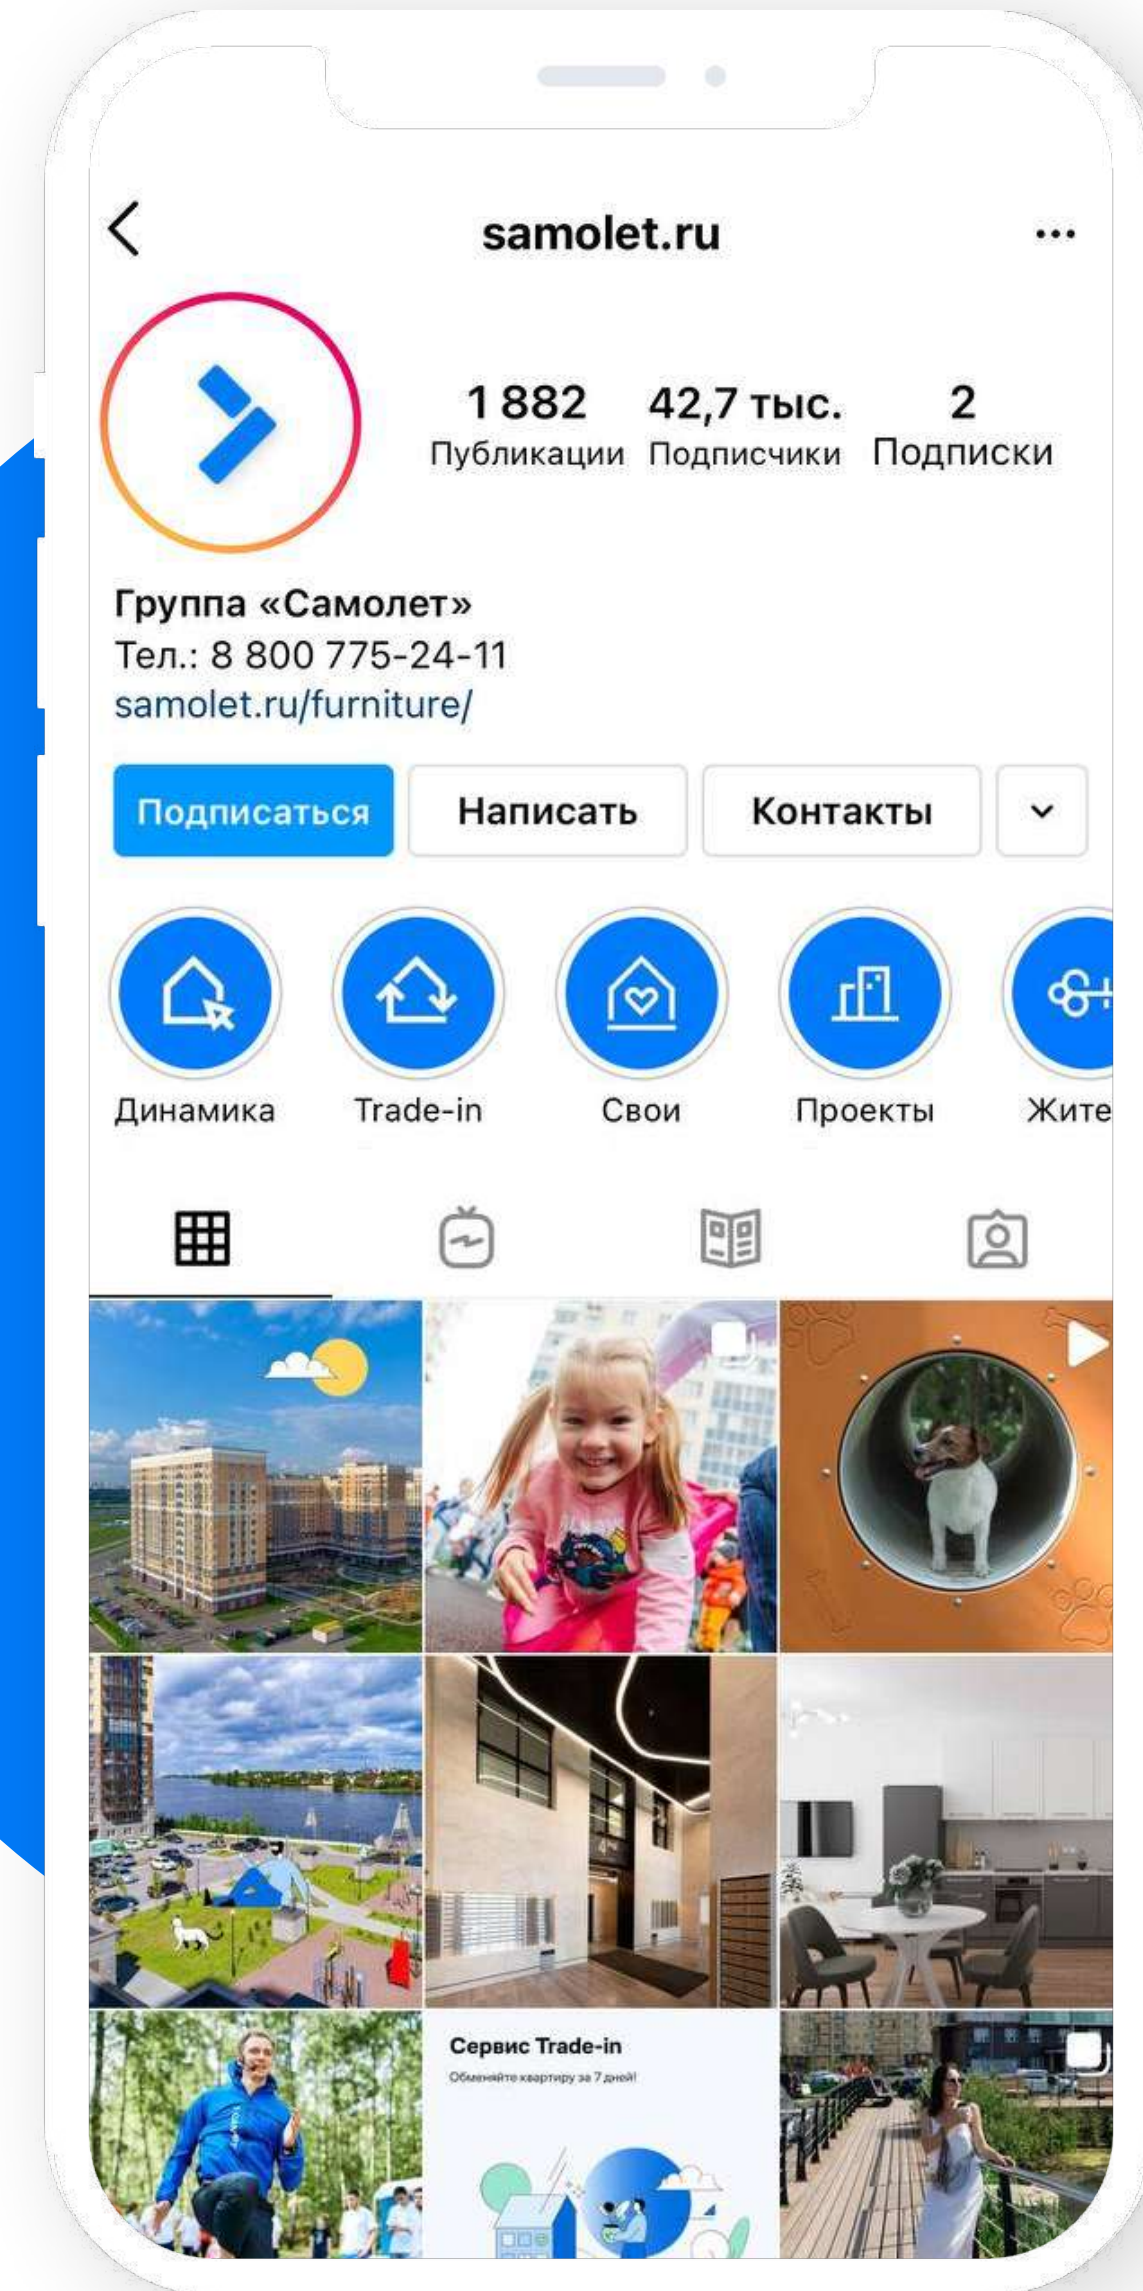 samolet.ru
1 882 42,7 тыс. 2
Публикации Подписчики Подписки
Группа «Самолет»
Тел.: 8 800 775-24-11
samolet.ru/furniture/
Подписаться Написать Контакты
Динамика Trade-in Свои Проекты Жите
Сервис Trade-in
Обменяйте квартиру за 7 дней!